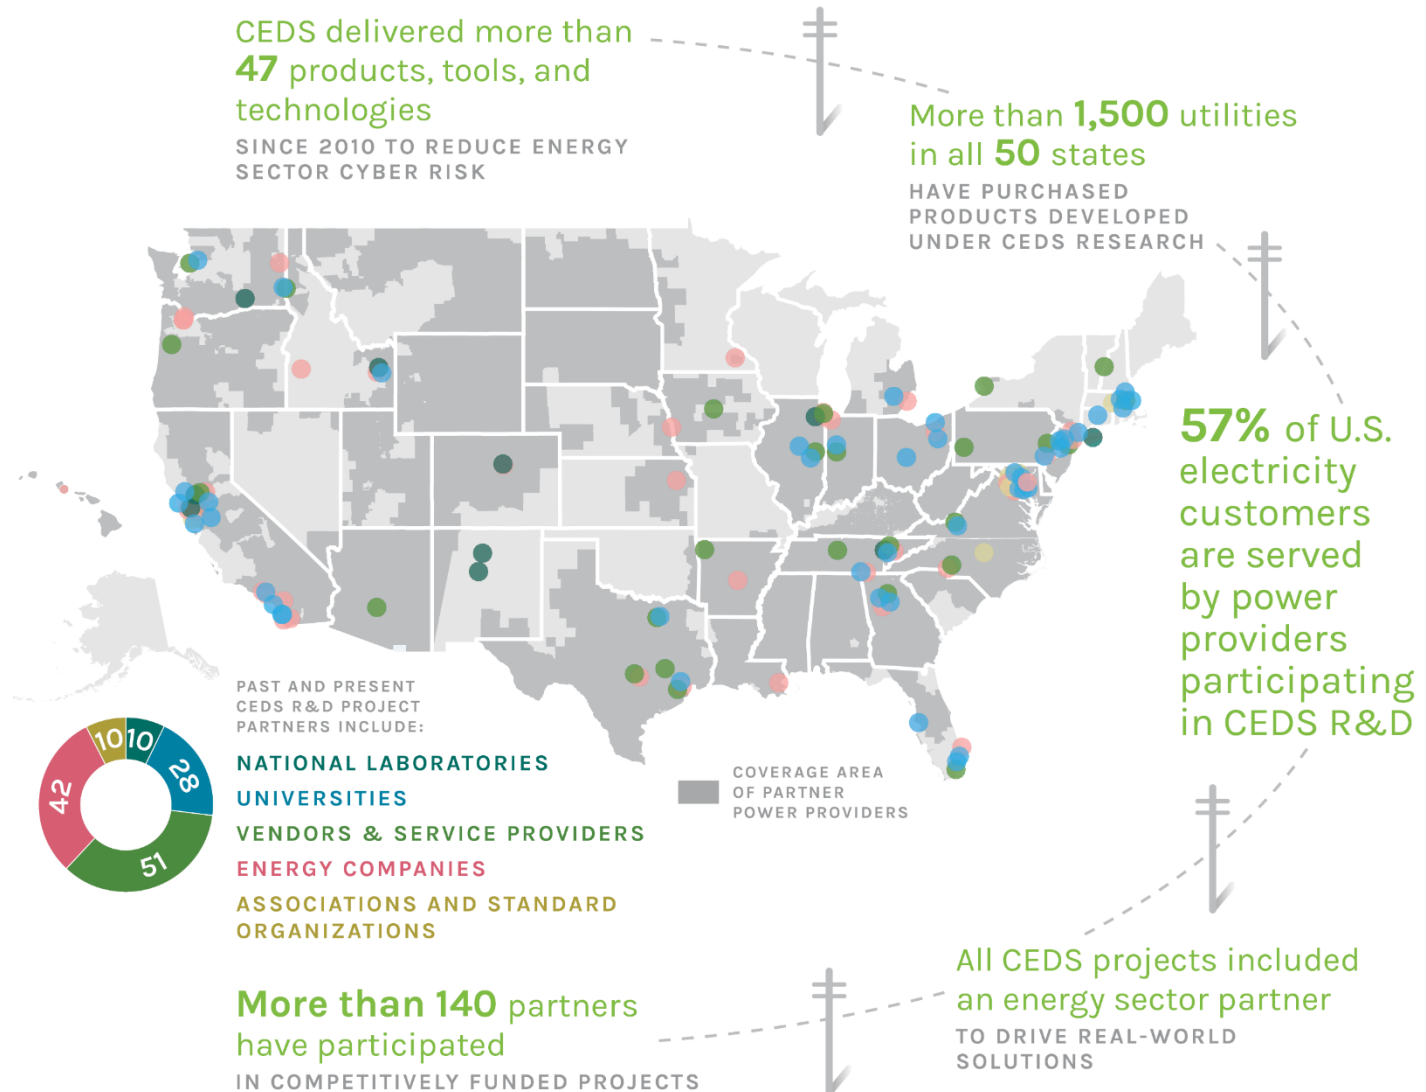 CEDS delivered more than
47 products, tools, and
technologies
SINCE 2010 TO REDUCE ENERGY
SECTOR CYBER RISK
More than 1,500 utilities
in all 50 states
HAVE PURCHASED
PRODUCTS DEVELOPED
UNDER CEDS RESEARCH
57% of U.S.
electricity
customers
are served
by power
providers
participating
in CEDS R&D
PAST AND PRESENT
CEDS R&D PROJECT
PARTNERS INCLUDE:
10
10
28
51
42
NATIONAL LABORATORIES
UNIVERSITIES
VENDORS & SERVICE PROVIDERS
ENERGY COMPANIES
ASSOCIATIONS AND STANDARD
ORGANIZATIONS
COVERAGE AREA
OF PARTNER
POWER PROVIDERS
All CEDS projects included
an energy sector partner
TO DRIVE REAL-WORLD
SOLUTIONS
More than 140 partners
have participated
IN COMPETITIVELY FUNDED PROJECTS